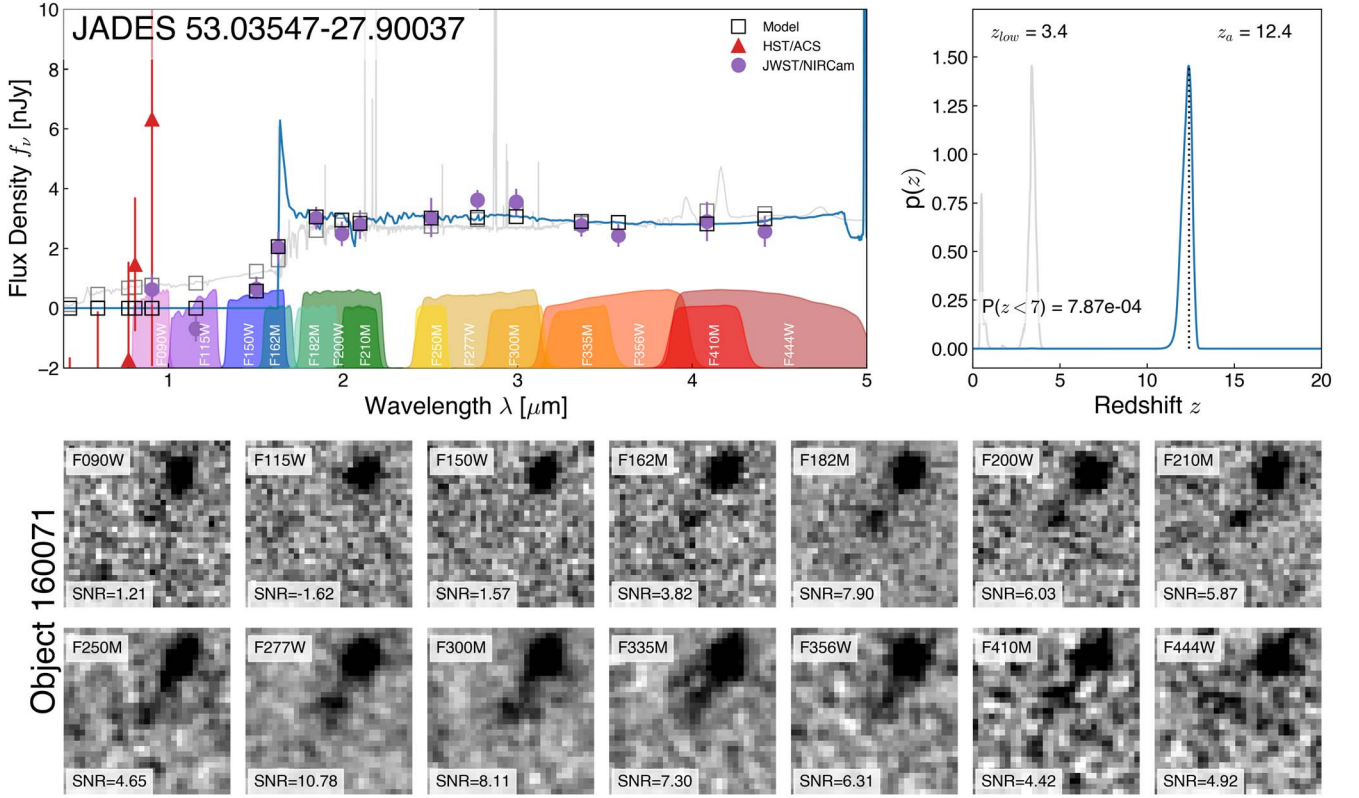 JADES 53.03547-27.90037
Model
HST/ACS
JWST/NIRCam
10
8
6
4
2
0
−2
Flux Density fν [nJy]
F090W
F115W
F150W
F162M
F182M
F200W
F210M
F250M
F277W
F300M
F335M
F356W
F410M
F444W
1
2
3
4
5
Wavelength λ [μm]
z_low = 3.4
z_a = 12.4
1.50
1.25
1.00
0.75
0.50
0.25
0.00
p(z)
P(z < 7) = 7.87e-04
0
5
10
15
20
Redshift z
Object 160071
F090W
SNR=1.21
F115W
SNR=-1.62
F150W
SNR=1.57
F162M
SNR=3.82
F182M
SNR=7.90
F200W
SNR=6.03
F210M
SNR=5.87
F250M
SNR=4.65
F277W
SNR=10.78
F300M
SNR=8.11
F335M
SNR=7.30
F356W
SNR=6.31
F410M
SNR=4.42
F444W
SNR=4.92